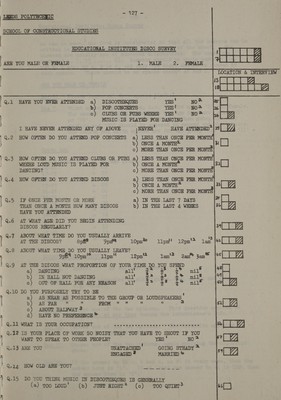 - 127 -
LEEDS POLYTECHNIC
SCHOOL OF CONSTRUCTIONAL STUDIES
EDUCATIONAL INSTITUTES DISCO SURVEY
ARE YOU MALE OR FEMALE 1. MALE 2. FEMALE
LOCATION & INTERVIEW
Q.1 HAVE YOU EVER ATTENDED a) DISCOTHEQUES YES NO
b) POP CONCERTS YES NO
c) CLUBS OR PUBS WHERE YES NO
MUSIC IS PLAYED FOR DANCING
I HAVE NEVER ATTENDED ANY OF ABOVE NEVER HAVE ATTENDED
Q.2 HOW OFTEN DO YOU ATTEND POP CONCERTS a) LESS THAN ONCE PER MONTH
b) ONCE A MONTH
c) MORE THAN ONCE PER MONTH
Q.3 HOW OFTEN DO YOU ATTEND CLUBS OR PUBS a) LESS THAN ONCE PER MONTH
WHERE LOUD MUSIC IS PLAYED FOR b) ONCE A MONTH
DANCING? c) MORE THAN ONCE PER MONTH
Q.4 HOW OFTEN DO YOU ATTEND DISCOS a) LESS THAN ONCE PER MONTH
b) ONCE A MONTH
c) MORE THAN ONCE PER MONTH
Q.5 IF ONCE PER MONTH OR MORE a) IN THE LAST 7 DAYS
THAN ONCE A MONTH HOW MANY DISCOS b) IN THE LAST 4 WEEKS
HAVE YOU ATTENDED
Q.6 AT WHAT AGE DID YOU BEGIN ATTENDING
DISCOS REGULARLY?
Q.7 ABOUT WHAT TIME DO YOU USUALLY ARRIVE
AT THE DISCOS? 8pm 9pm 10pm 11pm 12pm 1am
Q.8 ABOUT WHAT TIME DO YOU USUALLY LEAVE?
9pm 10pm 11pm 12pm 1am 2am 3am
Q.9 AT THE DISCOS WHAT PROPORTION OF YOUR TIME DO YOU SPEND
a) DANCING all nil
b) IN HALL NOT DANCING all nil
c) OUT OF HALL FOR ANY REASON all nil
Q.10 DO YOU PURPOSELY TRY TO BE
a) AS NEAR AS POSSIBLE TO THE GROUP OR LOUDSPEAKERS
b) AS FAR " " FROM " " "
c) ABOUT HALFWAY
d) HAVE NO PREFERENCE
Q.11 WHAT IS YOUR OCCUPATION?
Q.12 IS YOUR PLACE OF WORK SO NOISY THAT YOU HAVE TO SHOUT IF YOU
WANT TO SPEAK TO OTHER PEOPLE? YES NO
Q.13 ARE YOU UNATTACHED GOING STEADY
ENGAGED MARRIED
Q.14 HOW OLD ARE YOU?
Q.15 DO YOU THINK MUSIC IN DISCOTHEQUES IS GENERALLY
a) TOO LOUD b) JUST RIGHT c) TOO QUIET